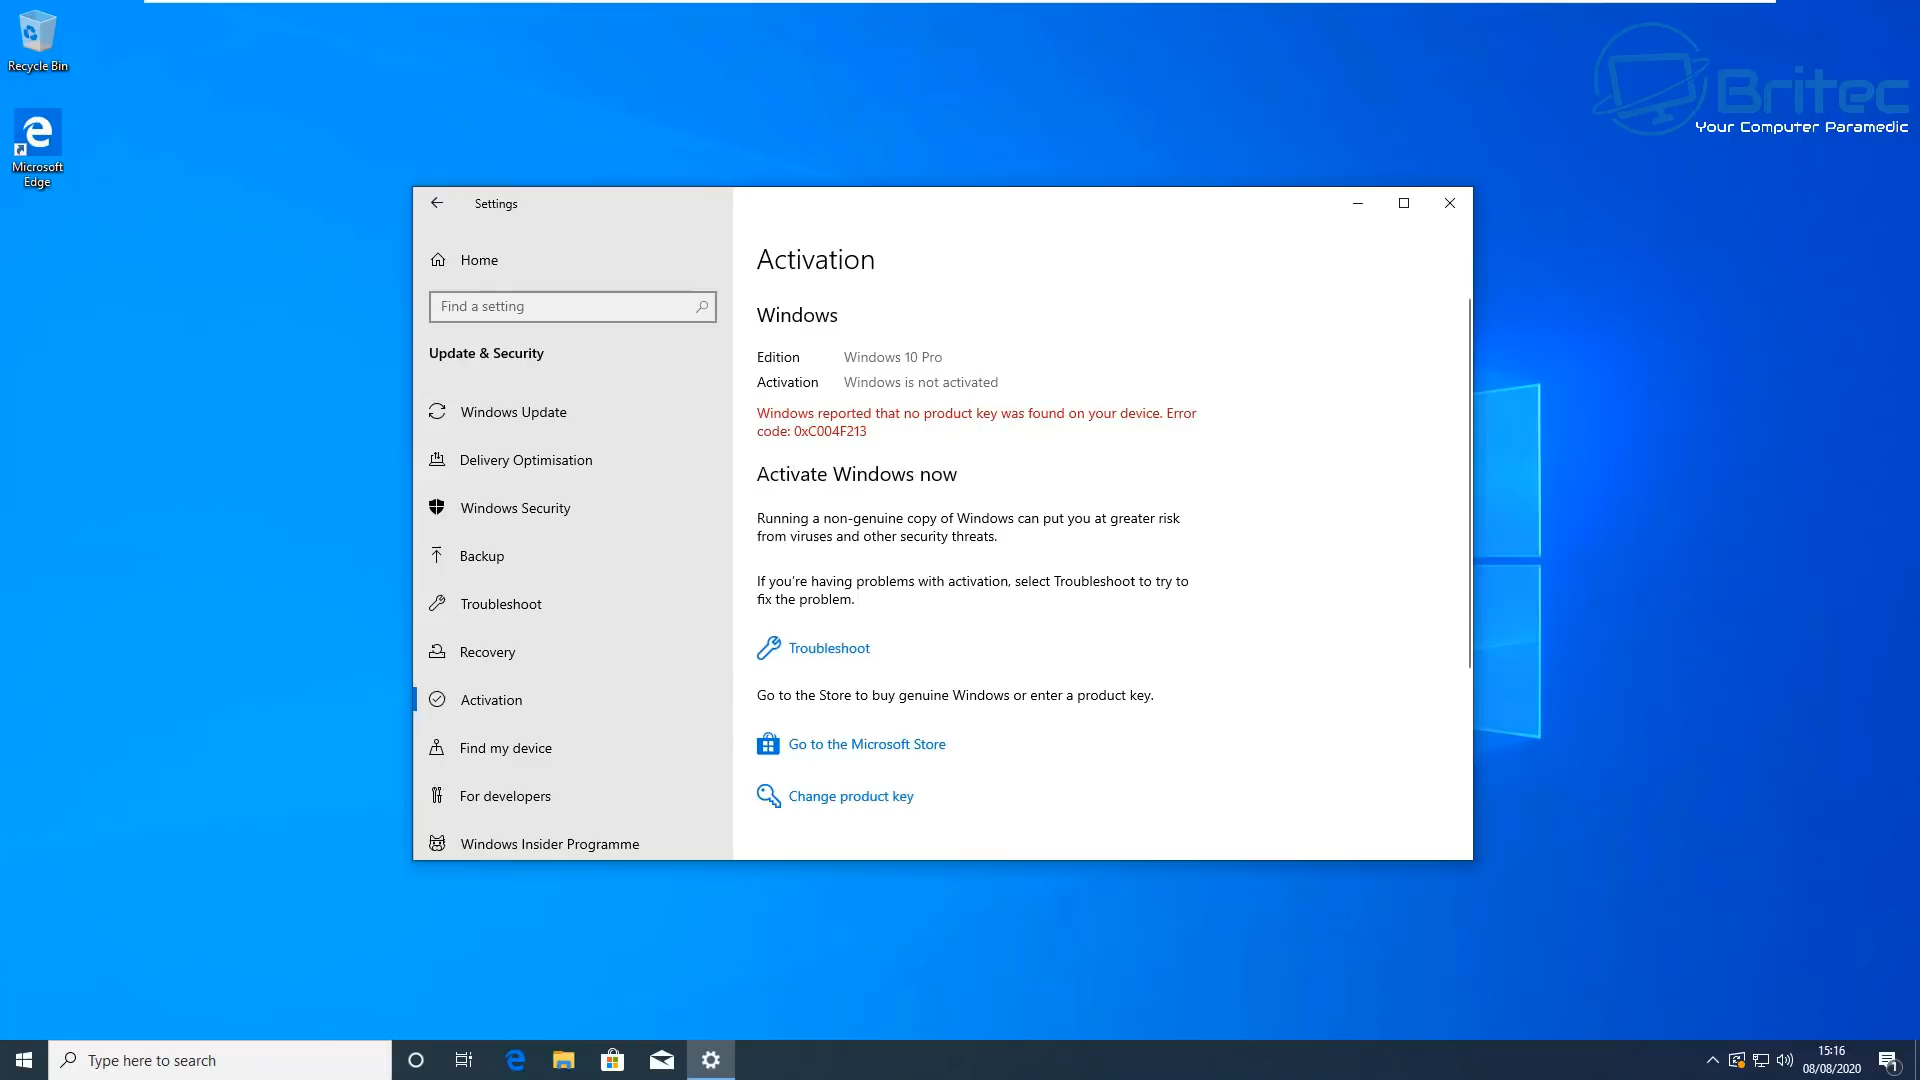 Recycle Bin
Microsoft
Edge
Britec
Your Computer Paramedic
Settings
Home
Find a setting
Update & Security
Windows Update
Delivery Optimisation
Windows Security
Backup
Troubleshoot
Recovery
Activation
Find my device
For developers
Windows Insider Programme
Activation
Windows
Edition Windows 10 Pro
Activation Windows is not activated
Windows reported that no product key was found on your device. Error
code: 0xC004F213
Activate Windows now
Running a non-genuine copy of Windows can put you at greater risk
from viruses and other security threats.
If you're having problems with activation, select Troubleshoot to try to
fix the problem.
Troubleshoot
Go to the Store to buy genuine Windows or enter a product key.
Go to the Microsoft Store
Change product key
Type here to search
15:16
08/08/2020
1